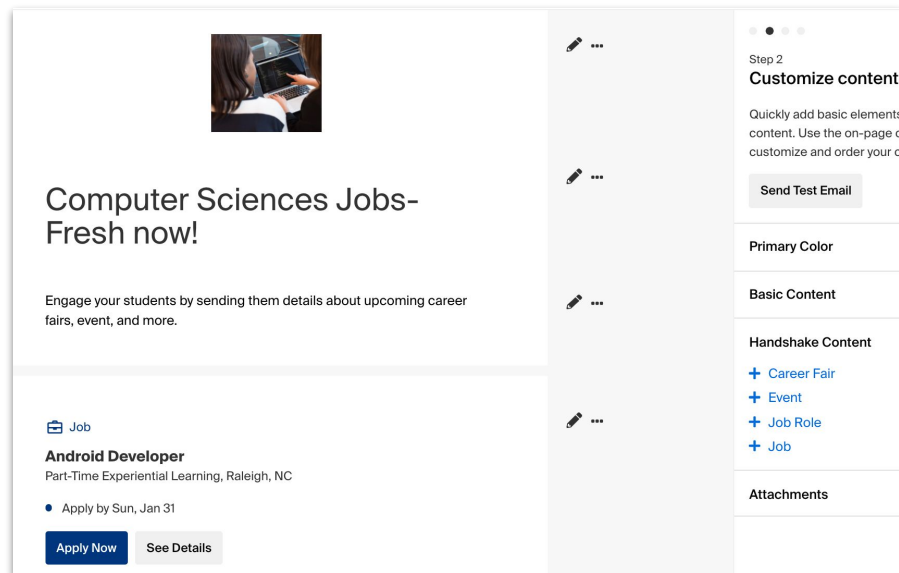 Computer Sciences Jobs-
Fresh now!
Engage your students by sending them details about upcoming career
fairs, event, and more.
Job
Android Developer
Part-Time Experiential Learning, Raleigh, NC
Apply by Sun, Jan 31
Apply Now
See Details
Step 2
Customize content
Quickly add basic elements
content. Use the on-page
customize and order your
Send Test Email
Primary Color
Basic Content
Handshake Content
+ Career Fair
+ Event
+ Job Role
+ Job
Attachments